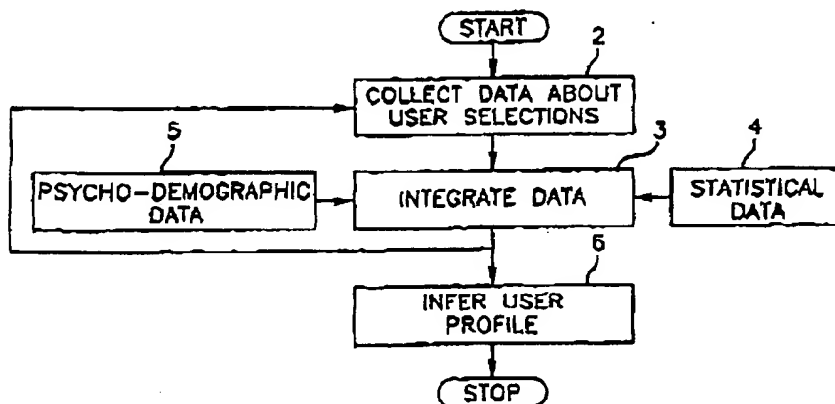 START
2
COLLECT DATA ABOUT
USER SELECTIONS
3
4
5
PSYCHO-DEMOGRAPHIC
DATA
INTEGRATE DATA
STATISTICAL
DATA
6
INFER USER
PROFILE
STOP